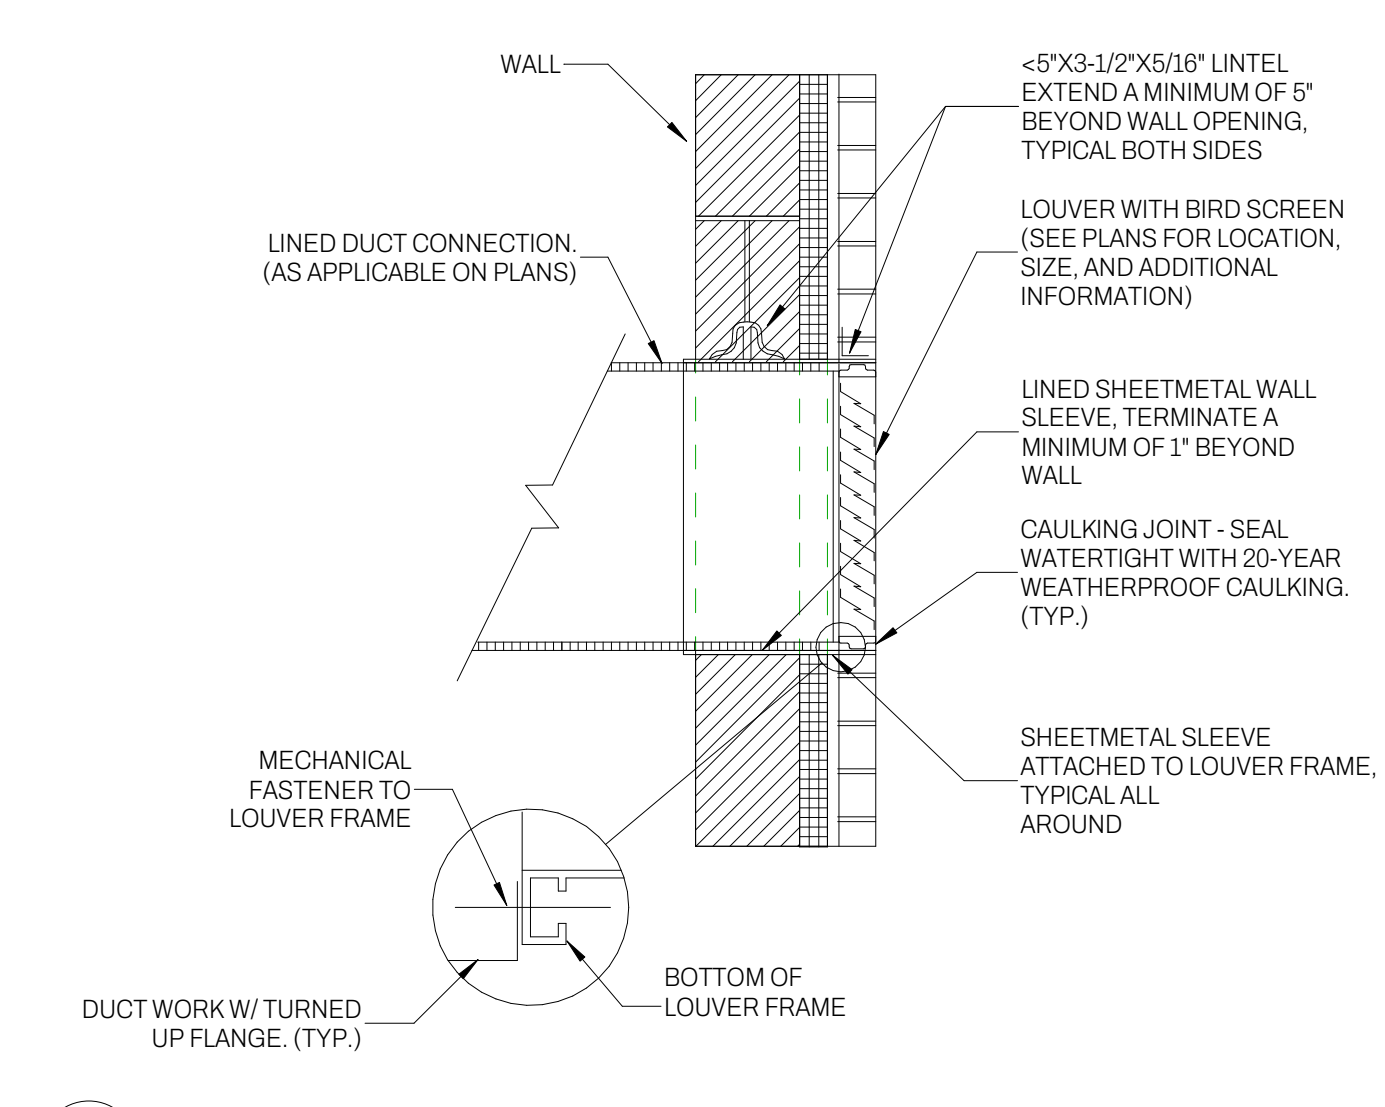 WALL
<5"X3-1/2"X5/16" LINTEL
EXTEND A MINIMUM OF 5"
BEYOND WALL OPENING,
TYPICAL BOTH SIDES
LOUVER WITH BIRD SCREEN
(SEE PLANS FOR LOCATION,
SIZE, AND ADDITIONAL
INFORMATION)
LINED DUCT CONNECTION.
(AS APPLICABLE ON PLANS)
LINED SHEETMETAL WALL
SLEEVE, TERMINATE A
MINIMUM OF 1" BEYOND
WALL
CAULKING JOINT - SEAL
WATERTIGHT WITH 20-YEAR
WEATHERPROOF CAULKING.
(TYP.)
SHEETMETAL SLEEVE
ATTACHED TO LOUVER FRAME,
TYPICAL ALL
AROUND
MECHANICAL
FASTENER TO
LOUVER FRAME
BOTTOM OF
LOUVER FRAME
DUCT WORK W/ TURNED
UP FLANGE. (TYP.)